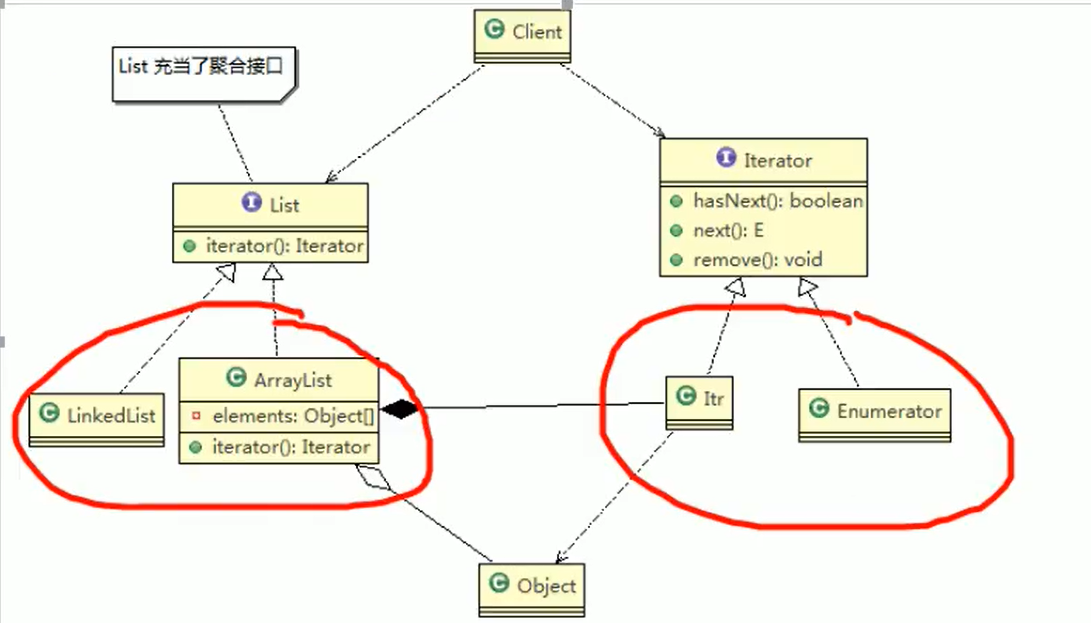 C Client
List 充当了聚合接口
I Iterator
hasNext(): boolean
next(): E
remove(): void
I List
iterator(): Iterator
C ArrayList
elements: Object[]
iterator(): Iterator
C LinkedList
C Itr
C Enumerator
C Object